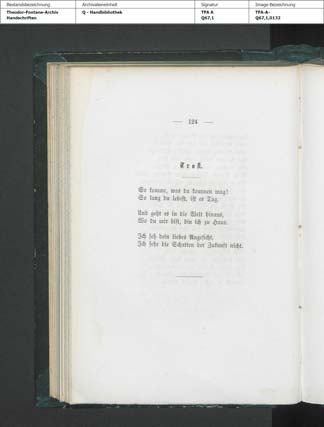 Bestandsbezeichnung Archivalieneinheit Signatur Image-Bezeichnung
Theodor-Fontane-Archiv Q - Handbibliothek TFA A TFA-A-
Handschriften Q67,1 Q67,1,0132
— 124 —
Trost.
So komme, was da kommen mag!
So lang du lebest, ist es Tag.
Und geht es in die Welt hinaus,
Wo du mir bist, bin ich zu Haus.
Ich seh dein liebes Angesicht,
Ich sehe die Schatten der Zukunft nicht.